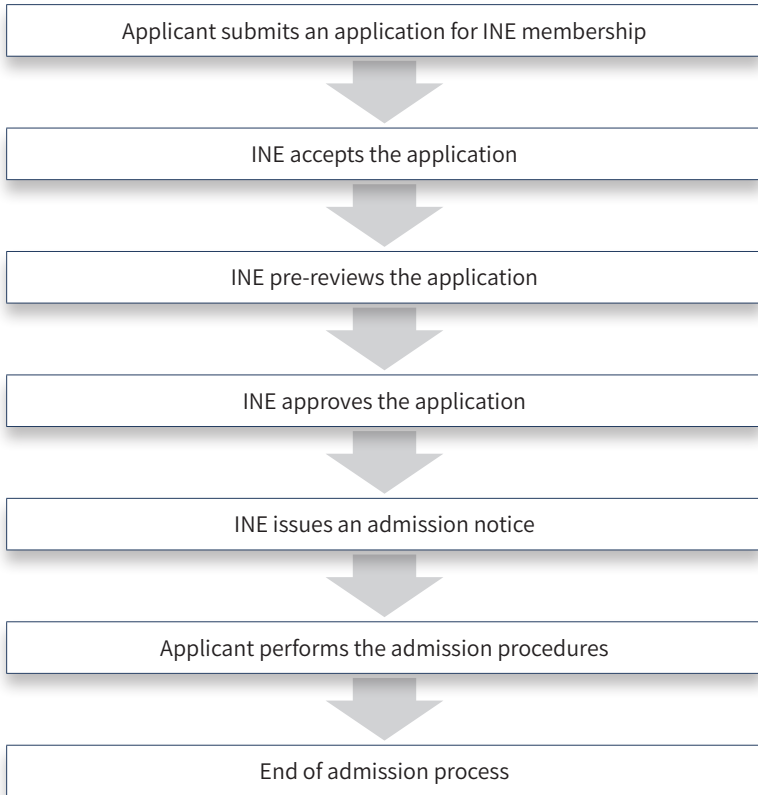 Applicant submits an application for INE membership
INE accepts the application
INE pre-reviews the application
INE approves the application
INE issues an admission notice
Applicant performs the admission procedures
End of admission process